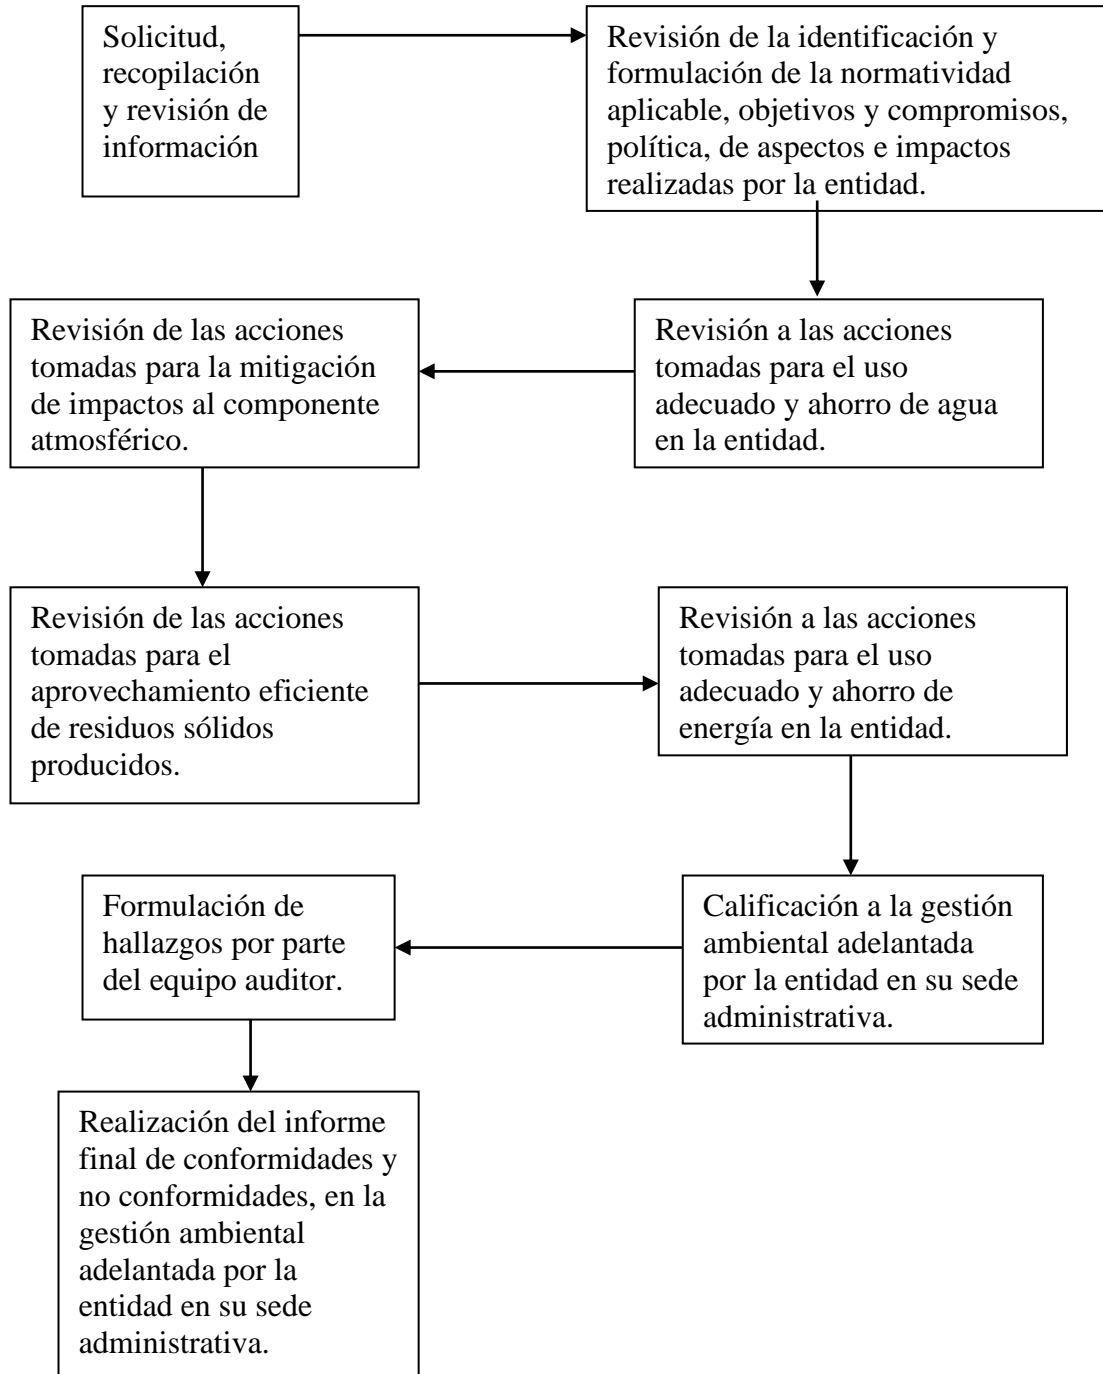 Solicitud,
recopilación
y revisión de
información
Revisión de la identificación y
formulación de la normatividad
aplicable, objetivos y compromisos,
política, de aspectos e impactos
realizadas por la entidad.
Revisión a las acciones
tomadas para el uso
adecuado y ahorro de agua
en la entidad.
Revisión de las acciones
tomadas para la mitigación
de impactos al componente
atmosférico.
Revisión de las acciones
tomadas para el
aprovechamiento eficiente
de residuos sólidos
producidos.
Revisión a las acciones
tomadas para el uso
adecuado y ahorro de
energía en la entidad.
Calificación a la gestión
ambiental adelantada
por la entidad en su sede
administrativa.
Formulación de
hallazgos por parte
del equipo auditor.
Realización del informe
final de conformidades y
no conformidades, en la
gestión ambiental
adelantada por la
entidad en su sede
administrativa.